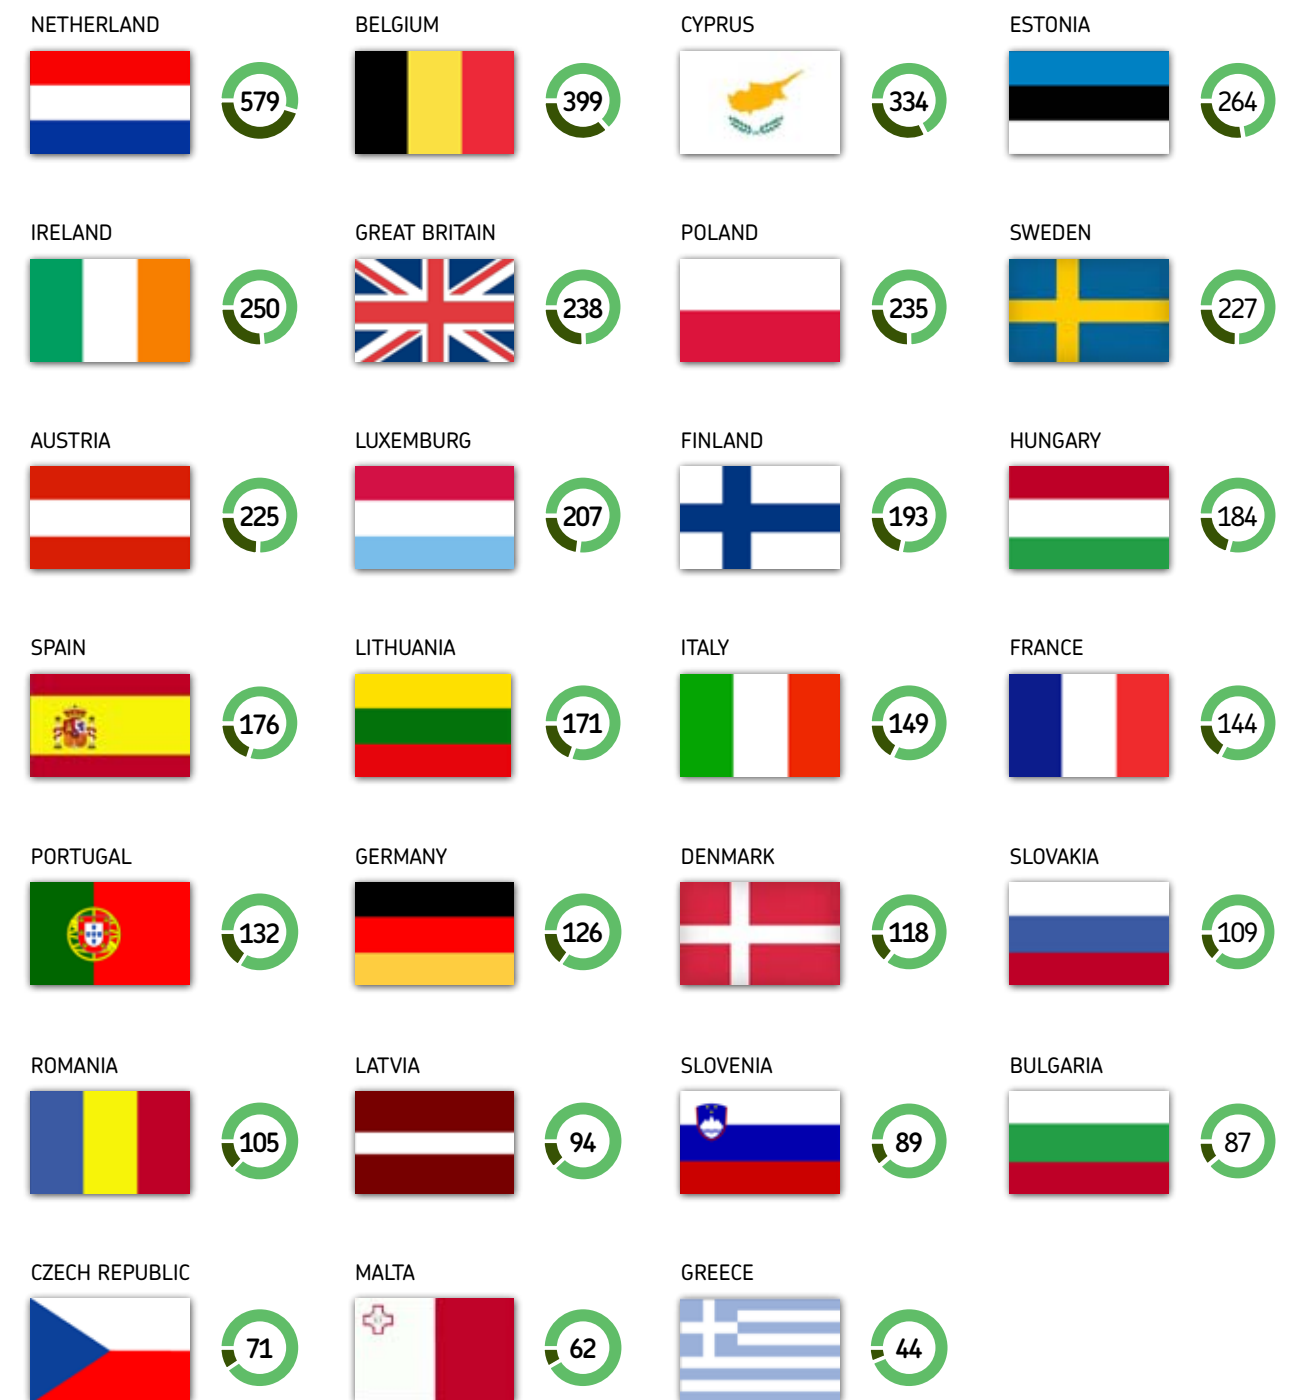 NETHERLAND
579
BELGIUM
399
CYPRUS
334
ESTONIA
264
IRELAND
250
GREAT BRITAIN
238
POLAND
235
SWEDEN
227
AUSTRIA
225
LUXEMBURG
207
FINLAND
193
HUNGARY
184
SPAIN
176
LITHUANIA
171
ITALY
149
FRANCE
144
PORTUGAL
132
GERMANY
126
DENMARK
118
SLOVAKIA
109
ROMANIA
105
LATVIA
94
SLOVENIA
89
BULGARIA
87
CZECH REPUBLIC
71
MALTA
62
GREECE
44